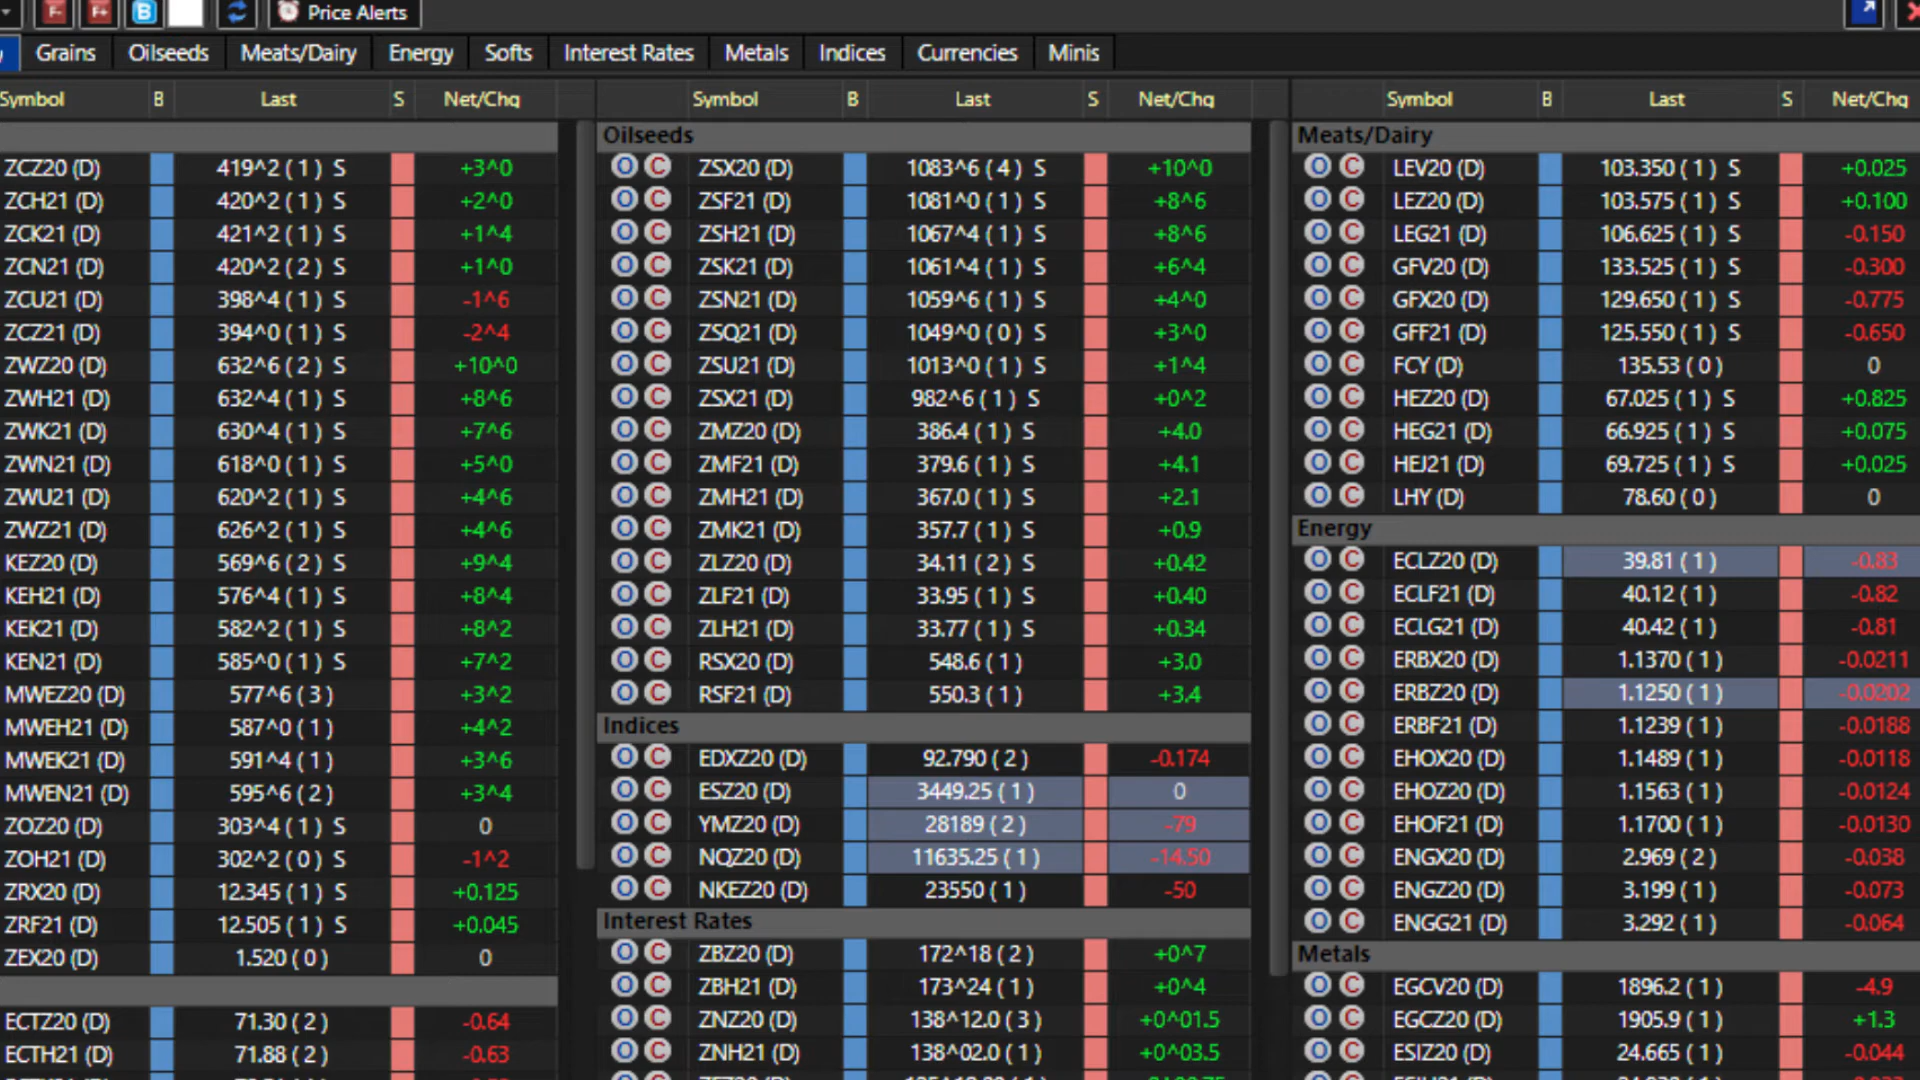 F- F+ B Price Alerts
Grains Oilseeds Meats/Dairy Energy Softs Interest Rates Metals Indices Currencies Minis
Symbol B Last S Net/Chg
ZCZ20 (D) 419^2 ( 1 ) S +3^0
ZCH21 (D) 420^2 ( 1 ) S +2^0
ZCK21 (D) 421^2 ( 1 ) S +1^4
ZCN21 (D) 420^2 ( 2 ) S +1^0
ZCU21 (D) 398^4 ( 1 ) S -1^6
ZCZ21 (D) 394^0 ( 1 ) S -2^4
ZWZ20 (D) 632^6 ( 2 ) S +10^0
ZWH21 (D) 632^4 ( 1 ) S +8^6
ZWK21 (D) 630^4 ( 1 ) S +7^6
ZWN21 (D) 618^0 ( 1 ) S +5^0
ZWU21 (D) 620^2 ( 1 ) S +4^6
ZWZ21 (D) 626^2 ( 1 ) S +4^6
KEZ20 (D) 569^6 ( 2 ) S +9^4
KEH21 (D) 576^4 ( 1 ) S +8^4
KEK21 (D) 582^2 ( 1 ) S +8^2
KEN21 (D) 585^0 ( 1 ) S +7^2
MWEZ20 (D) 577^6 ( 3 ) +3^2
MWEH21 (D) 587^0 ( 1 ) +4^2
MWEK21 (D) 591^4 ( 1 ) +3^6
MWEN21 (D) 595^6 ( 2 ) +3^4
ZOZ20 (D) 303^4 ( 1 ) S 0
ZOH21 (D) 302^2 ( 0 ) S -1^2
ZRX20 (D) 12.345 ( 1 ) S +0.125
ZRF21 (D) 12.505 ( 1 ) S +0.045
ZEX20 (D) 1.520 ( 0 ) 0
ECTZ20 (D) 71.30 ( 2 ) -0.64
ECTH21 (D) 71.88 ( 2 ) -0.63
Symbol B Last S Net/Chg
Oilseeds
O C ZSX20 (D) 1083^6 ( 4 ) S +10^0
O C ZSF21 (D) 1081^0 ( 1 ) S +8^6
O C ZSH21 (D) 1067^4 ( 1 ) S +8^6
O C ZSK21 (D) 1061^4 ( 1 ) S +6^4
O C ZSN21 (D) 1059^6 ( 1 ) S +4^0
O C ZSQ21 (D) 1049^0 ( 0 ) S +3^0
O C ZSU21 (D) 1013^0 ( 1 ) S +1^4
O C ZSX21 (D) 982^6 ( 1 ) S +0^2
O C ZMZ20 (D) 386.4 ( 1 ) S +4.0
O C ZMF21 (D) 379.6 ( 1 ) S +4.1
O C ZMH21 (D) 367.0 ( 1 ) S +2.1
O C ZMK21 (D) 357.7 ( 1 ) S +0.9
O C ZLZ20 (D) 34.11 ( 2 ) S +0.42
O C ZLF21 (D) 33.95 ( 1 ) S +0.40
O C ZLH21 (D) 33.77 ( 1 ) S +0.34
O C RSX20 (D) 548.6 ( 1 ) +3.0
O C RSF21 (D) 550.3 ( 1 ) +3.4
Indices
O C EDXZ20 (D) 92.790 ( 2 ) -0.174
O C ESZ20 (D) 3449.25 ( 1 ) 0
O C YMZ20 (D) 28189 ( 2 ) -79
O C NQZ20 (D) 11635.25 ( 1 ) -14.50
O C NKEZ20 (D) 23550 ( 1 ) -50
Interest Rates
O C ZBZ20 (D) 172^18 ( 2 ) +0^7
O C ZBH21 (D) 173^24 ( 1 ) +0^4
O C ZNZ20 (D) 138^12.0 ( 3 ) +0^01.5
O C ZNH21 (D) 138^02.0 ( 1 ) +0^03.5
Symbol B Last S Net/Chg
Meats/Dairy
O C LEV20 (D) 103.350 ( 1 ) S +0.025
O C LEZ20 (D) 103.575 ( 1 ) S +0.100
O C LEG21 (D) 106.625 ( 1 ) S -0.150
O C GFV20 (D) 133.525 ( 1 ) S -0.300
O C GFX20 (D) 129.650 ( 1 ) S -0.775
O C GFF21 (D) 125.550 ( 1 ) S -0.650
O C FCY (D) 135.53 ( 0 ) 0
O C HEZ20 (D) 67.025 ( 1 ) S +0.825
O C HEG21 (D) 66.925 ( 1 ) S +0.075
O C HEJ21 (D) 69.725 ( 1 ) S +0.025
O C LHY (D) 78.60 ( 0 ) 0
Energy
O C ECLZ20 (D) 39.81 ( 1 ) -0.83
O C ECLF21 (D) 40.12 ( 1 ) -0.82
O C ECLG21 (D) 40.42 ( 1 ) -0.81
O C ERBX20 (D) 1.1370 ( 1 ) -0.0211
O C ERBZ20 (D) 1.1250 ( 1 ) -0.0202
O C ERBF21 (D) 1.1239 ( 1 ) -0.0188
O C EHOX20 (D) 1.1489 ( 1 ) -0.0118
O C EHOZ20 (D) 1.1563 ( 1 ) -0.0124
O C EHOF21 (D) 1.1700 ( 1 ) -0.0130
O C ENGX20 (D) 2.969 ( 2 ) -0.038
O C ENGZ20 (D) 3.199 ( 1 ) -0.073
O C ENGG21 (D) 3.292 ( 1 ) -0.064
Metals
O C EGCV20 (D) 1896.2 ( 1 ) -4.9
O C EGCZ20 (D) 1905.9 ( 1 ) +1.3
O C ESIZ20 (D) 24.665 ( 1 ) -0.044